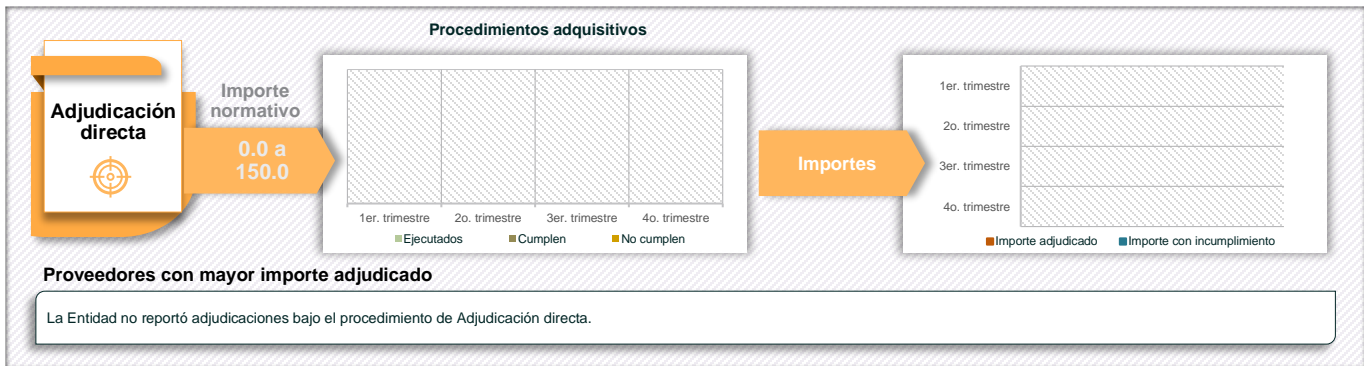 Procedimientos adquisitivos
Adjudicación
directa
Importe
normativo
0.0 a
150.0
1er. trimestre
2o. trimestre
3er. trimestre
4o. trimestre
Ejecutados
Cumplen
No cumplen
Importes
1er. trimestre
2o. trimestre
3er. trimestre
4o. trimestre
Importe adjudicado
Importe con incumplimiento
Proveedores con mayor importe adjudicado
La Entidad no reportó adjudicaciones bajo el procedimiento de Adjudicación directa.